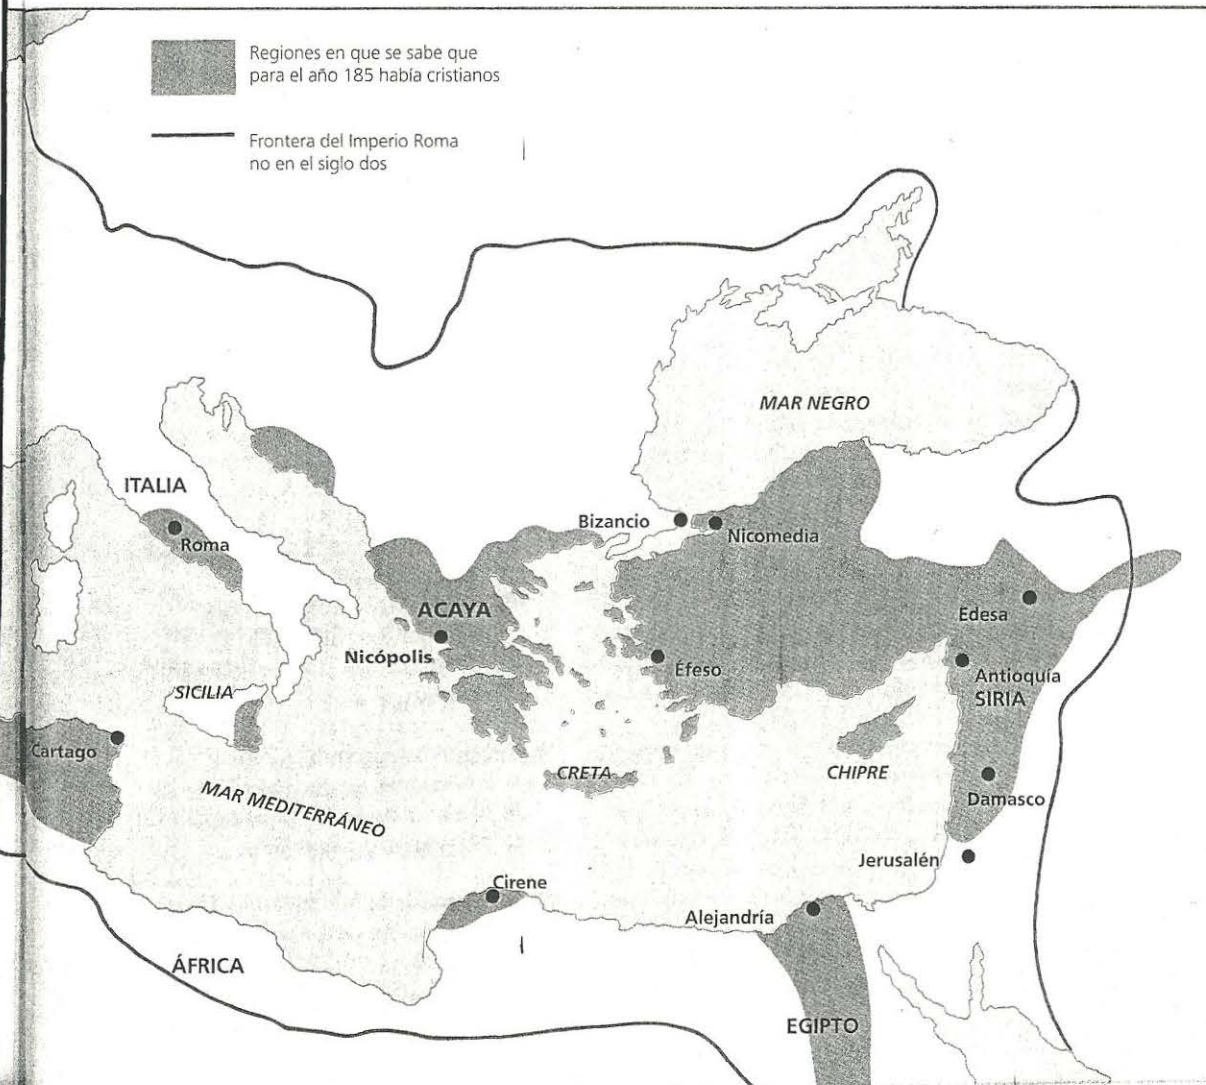 Regiones en que se sabe que
para el año 185 había cristianos
Frontera del Imperio Roma
no en el siglo dos
MAR NEGRO
ITALIA
Roma
Bizancio
Nicomedia
ACAYA
Nicópolis
Éfeso
Edesa
Antioquía
SIRIA
SICILIA
Cartago
CRETA
CHIPRE
MAR MEDITERRÁNEO
Damasco
Jerusalén
Cirene
Alejandría
ÁFRICA
EGIPTO